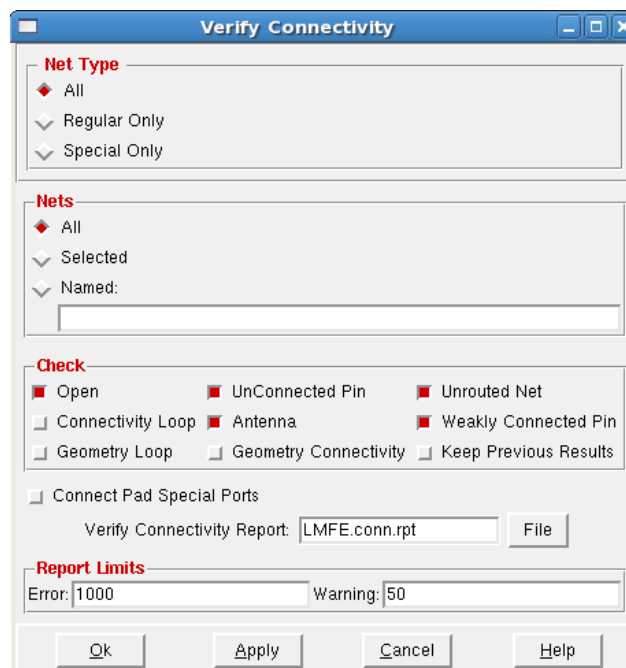 Verify Connectivity
Net Type
All
Regular Only
Special Only
Nets
All
Selected
Named:
Check
Open UnConnected Pin Unrouted Net
Connectivity Loop Antenna Weakly Connected Pin
Geometry Loop Geometry Connectivity Keep Previous Results
Connect Pad Special Ports
Verify Connectivity Report: LMFE.conn.rpt File
Report Limits
Error: 1000 Warning: 50
Ok Apply Cancel Help